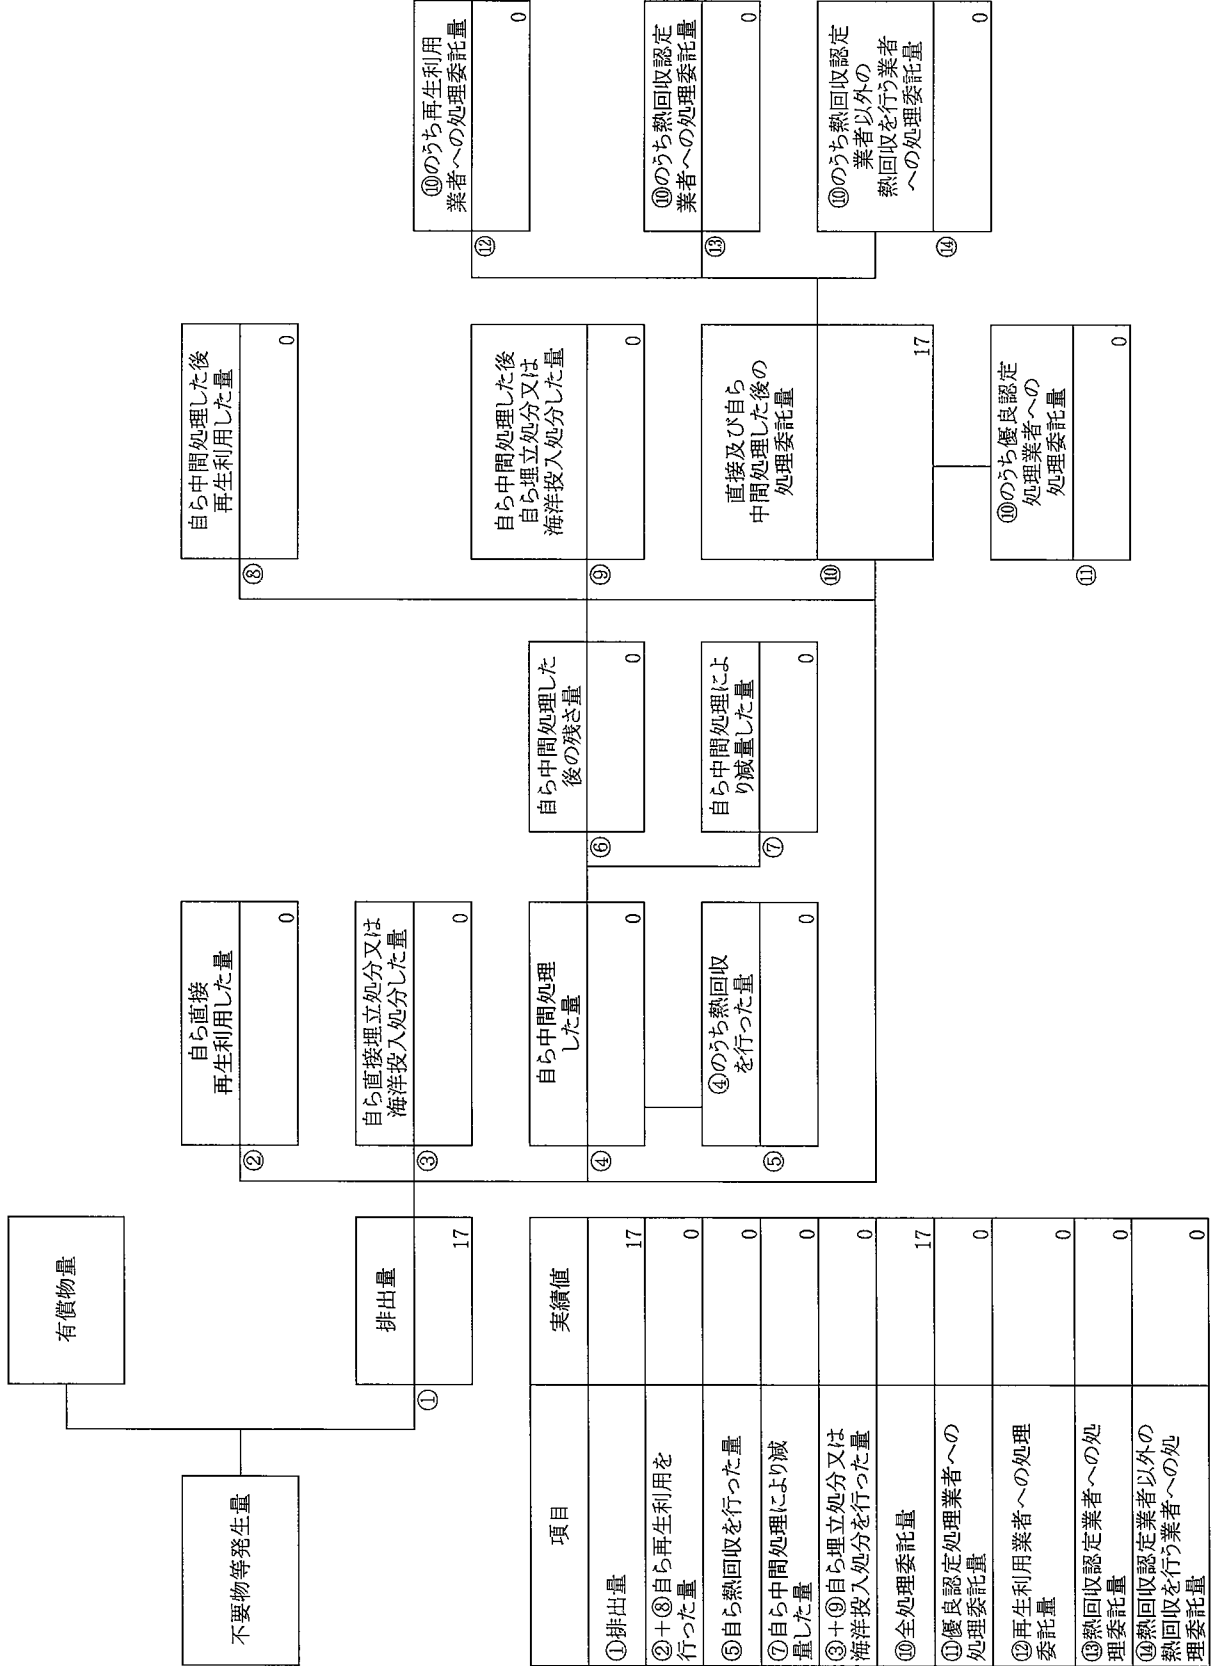 不要物等発生量
有償物量
排出量
①
17
自ら直接
再生利用した量
②
0
自ら直接埋立処分又は
海洋投入処分した量
③
0
自ら中間処理
した量
④
0
④のうち熱回収
を行った量
⑤
0
自ら中間処理した
後の残さ量
⑥
0
自ら中間処理によ
り減量した量
⑦
0
自ら中間処理した後
再生利用した量
⑧
0
自ら中間処理した後
自ら埋立処分又は
海洋投入処分した量
⑨
0
直接及び自ら
中間処理した後の
処理委託量
⑩
17
⑩のうち優良認定
処理業者への
処理委託量
⑪
0
⑩のうち再生利用
業者への処理委託量
⑫
0
⑩のうち熱回収認定
業者への処理委託量
⑬
0
⑩のうち熱回収認定
業者以外の
熱回収を行う業者
への処理委託量
⑭
0
項目 実績値
①排出量 17
②＋⑧自ら再生利用を
行った量 0
⑤自ら熱回収を行った量 0
⑦自ら中間処理により減
量した量 0
③＋⑨自ら埋立処分又は
海洋投入処分を行った量 0
⑩全処理委託量 17
⑪優良認定処理業者への
処理委託量 0
⑫再生利用業者への処理
委託量 0
⑬熱回収認定業者への処
理委託量 0
⑭熱回収認定業者以外の
熱回収を行う業者への処
理委託量 0